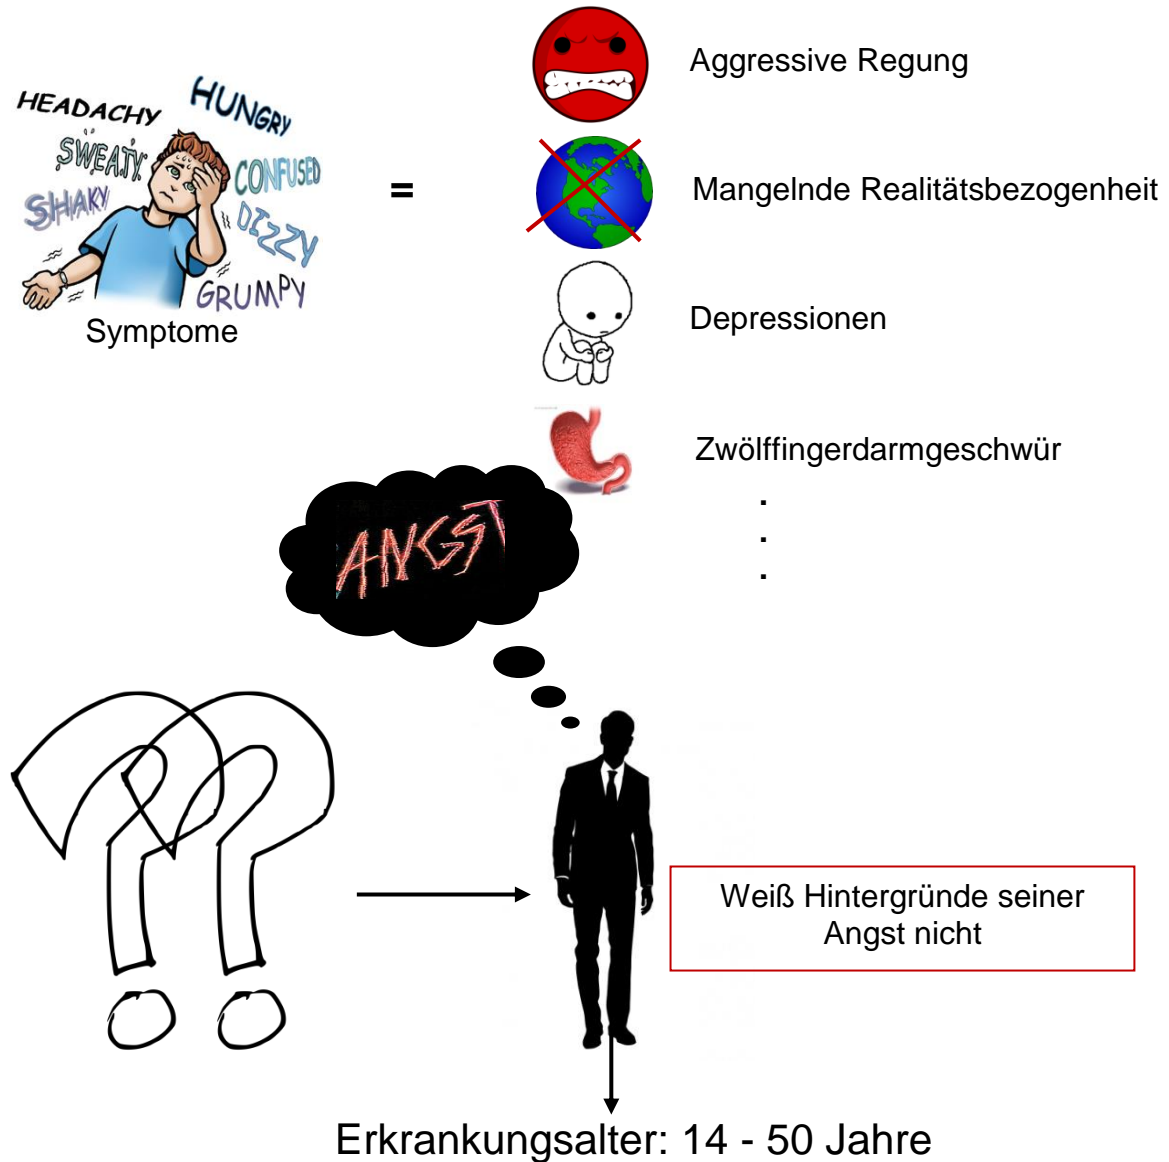 HEADACHY
HUNGRY
SWEATY
CONFUSED
SHAKY
DIZZY
GRUMPY
Symptome
=
Aggressive Regung
Mangelnde Realitätsbezogenheit
Depressionen
Zwölffingerdarmgeschwür
.
.
.
ANGST
??
Weiß Hintergründe seiner
Angst nicht
Erkrankungsalter: 14 - 50 Jahre